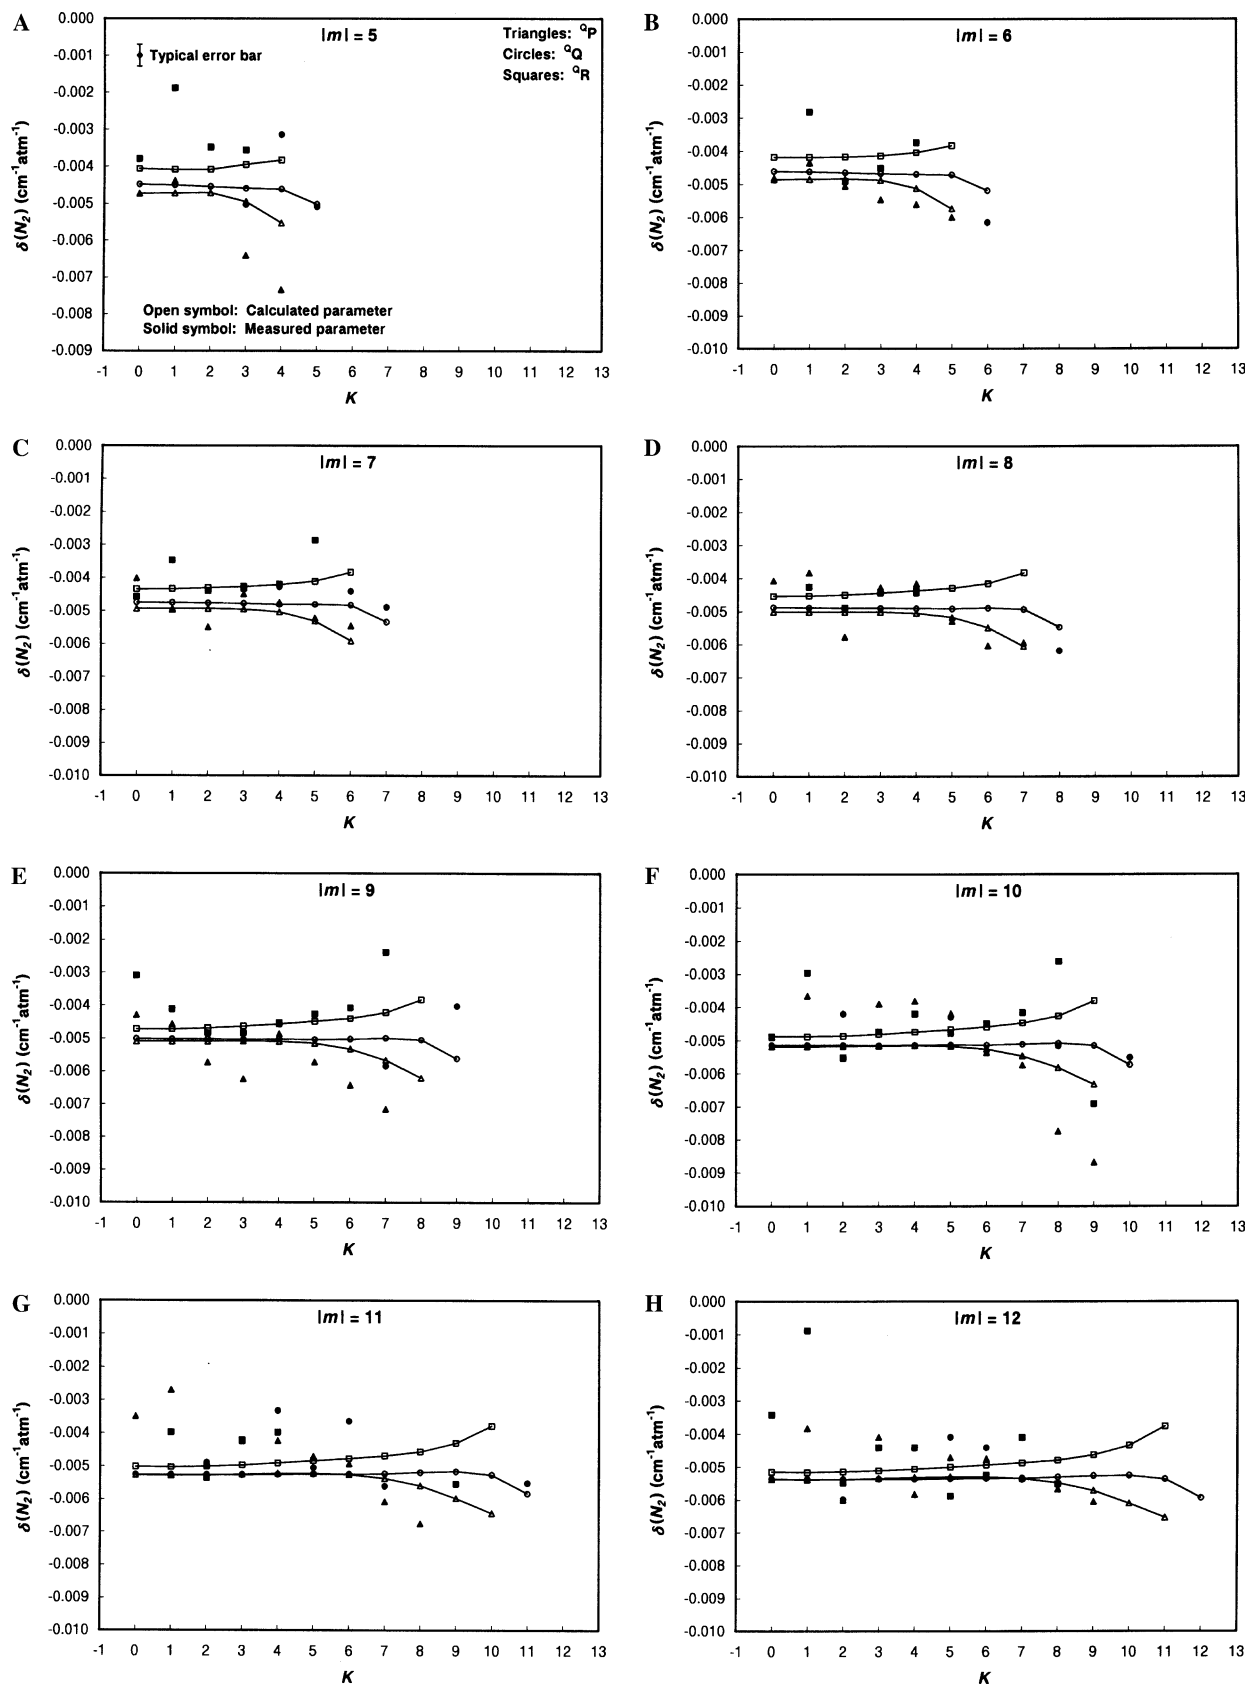 A
|m| = 5
Triangles: QP
Circles: QQ
Squares: QR
Typical error bar
Open symbol: Calculated parameter
Solid symbol: Measured parameter
δ(N2) (cm-1atm-1)
0.000
-0.001
-0.002
-0.003
-0.004
-0.005
-0.006
-0.007
-0.008
-0.009
-1 0 1 2 3 4 5 6 7 8 9 10 11 12 13
K
B
|m| = 6
δ(N2) (cm-1atm-1)
0.000
-0.001
-0.002
-0.003
-0.004
-0.005
-0.006
-0.007
-0.008
-0.009
-0.010
-1 0 1 2 3 4 5 6 7 8 9 10 11 12 13
K
C
|m| = 7
δ(N2) (cm-1atm-1)
0.000
-0.001
-0.002
-0.003
-0.004
-0.005
-0.006
-0.007
-0.008
-0.009
-0.010
-1 0 1 2 3 4 5 6 7 8 9 10 11 12 13
K
D
|m| = 8
δ(N2) (cm-1atm-1)
0.000
-0.001
-0.002
-0.003
-0.004
-0.005
-0.006
-0.007
-0.008
-0.009
-0.010
-1 0 1 2 3 4 5 6 7 8 9 10 11 12 13
K
E
|m| = 9
δ(N2) (cm-1atm-1)
0.000
-0.001
-0.002
-0.003
-0.004
-0.005
-0.006
-0.007
-0.008
-0.009
-0.010
-1 0 1 2 3 4 5 6 7 8 9 10 11 12 13
K
F
|m| = 10
δ(N2) (cm-1atm-1)
0.000
-0.001
-0.002
-0.003
-0.004
-0.005
-0.006
-0.007
-0.008
-0.009
-0.010
-1 0 1 2 3 4 5 6 7 8 9 10 11 12 13
K
G
|m| = 11
δ(N2) (cm-1atm-1)
0.000
-0.001
-0.002
-0.003
-0.004
-0.005
-0.006
-0.007
-0.008
-0.009
-0.010
-1 0 1 2 3 4 5 6 7 8 9 10 11 12 13
K
H
|m| = 12
δ(N2) (cm-1atm-1)
0.000
-0.001
-0.002
-0.003
-0.004
-0.005
-0.006
-0.007
-0.008
-0.009
-0.010
-1 0 1 2 3 4 5 6 7 8 9 10 11 12 13
K